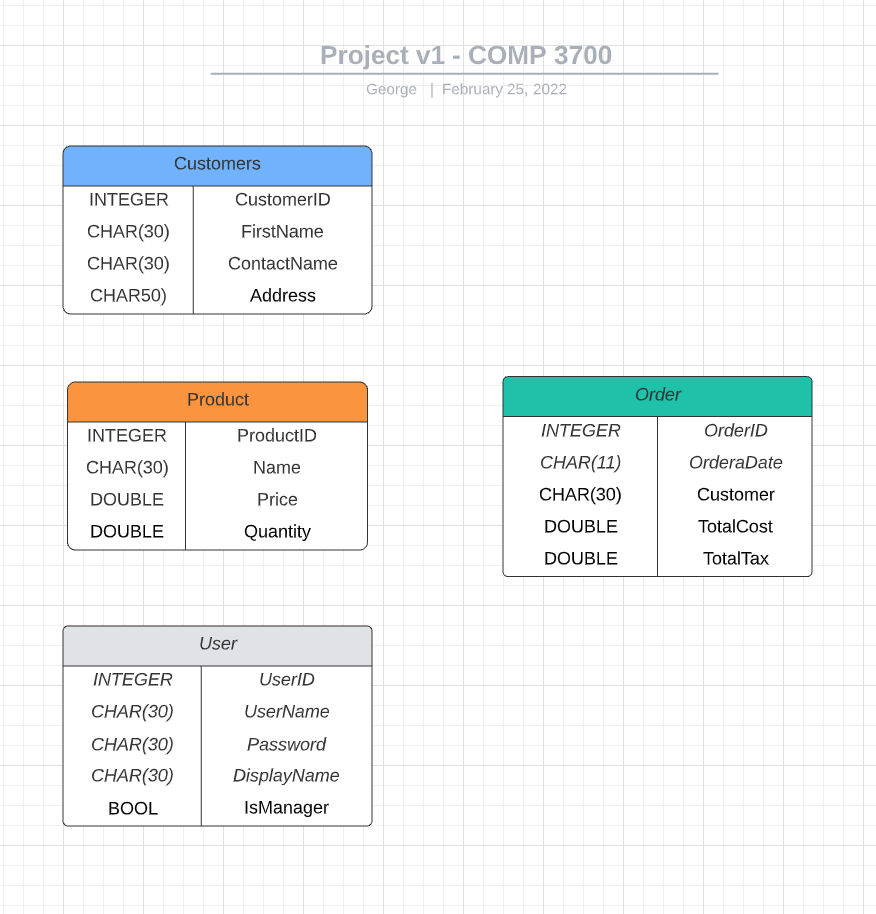 Project v1 - COMP 3700
George | February 25, 2022
Customers
INTEGER CustomerID
CHAR(30) FirstName
CHAR(30) ContactName
CHAR50) Address
Product
INTEGER ProductID
CHAR(30) Name
DOUBLE Price
DOUBLE Quantity
Order
INTEGER OrderID
CHAR(11) OrderaDate
CHAR(30) Customer
DOUBLE TotalCost
DOUBLE TotalTax
User
INTEGER UserID
CHAR(30) UserName
CHAR(30) Password
CHAR(30) DisplayName
BOOL IsManager